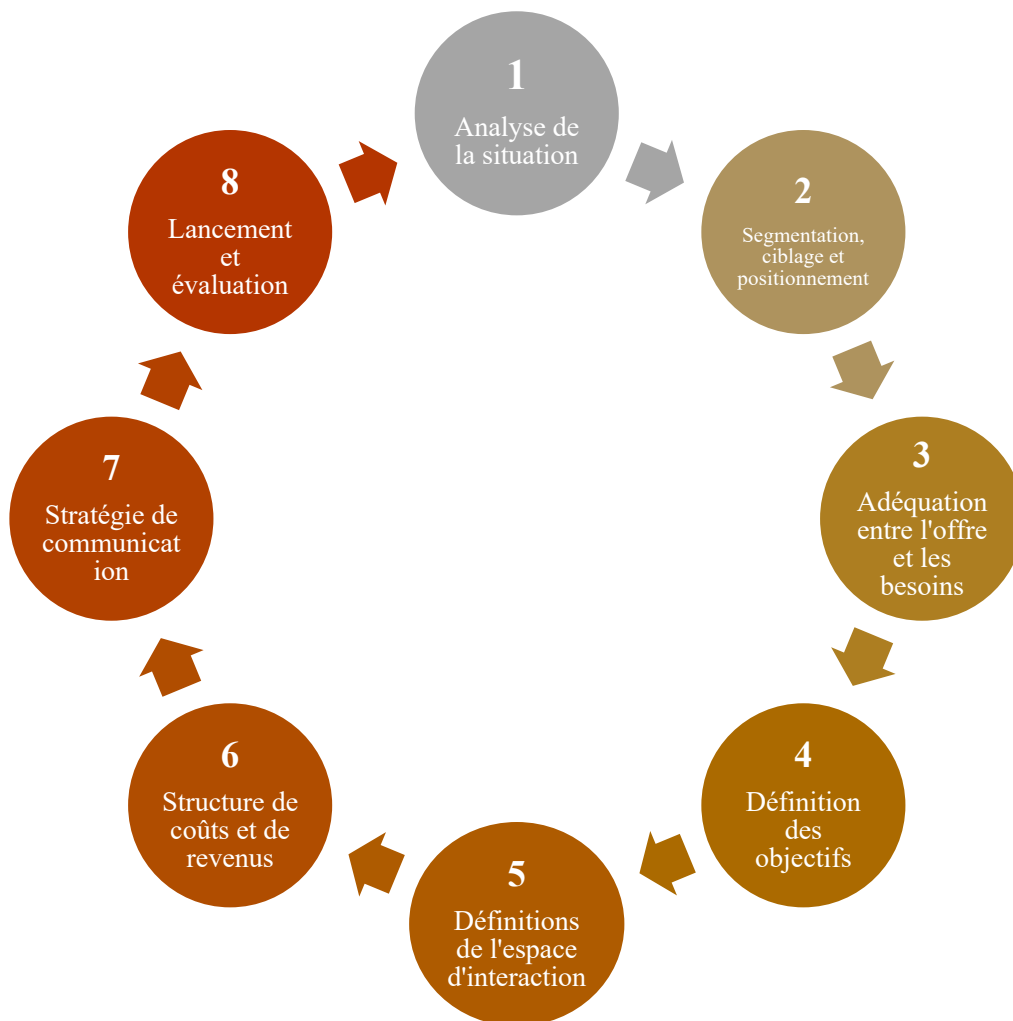 1
Analyse de
la situation
2
Segmentation,
ciblage et
positionnement
3
Adéquation
entre l'offre
et les
besoins
4
Définition
des
objectifs
5
Définitions
de l'espace
d'interaction
6
Structure de
coûts et de
revenus
7
Stratégie de
communicat
ion
8
Lancement
et
évaluation